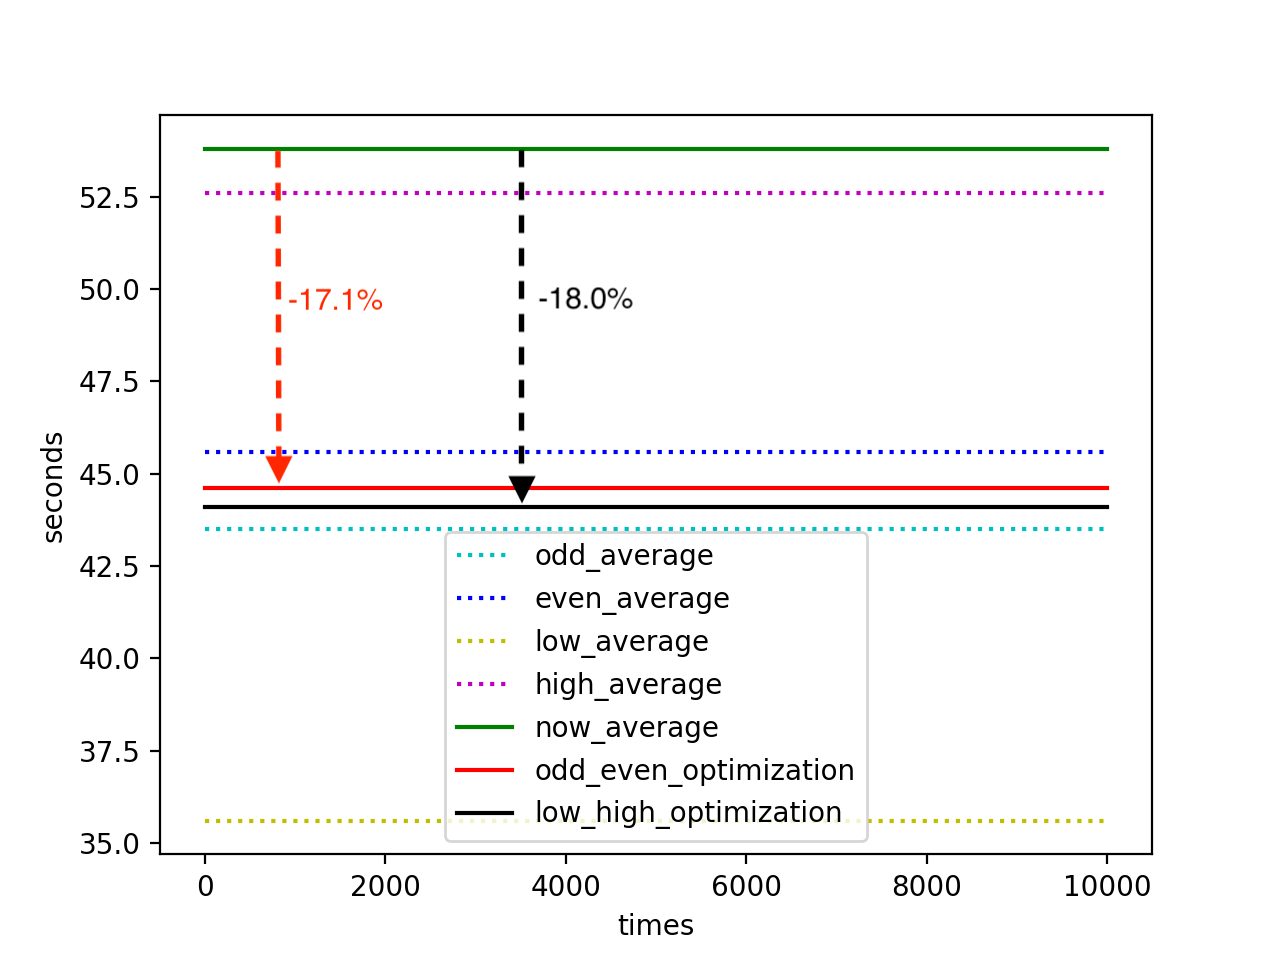 52.5
50.0
47.5
45.0
42.5
40.0
37.5
35.0
seconds
-17.1%
-18.0%
odd_average
even_average
low_average
high_average
now_average
odd_even_optimization
low_high_optimization
0 2000 4000 6000 8000 10000
times